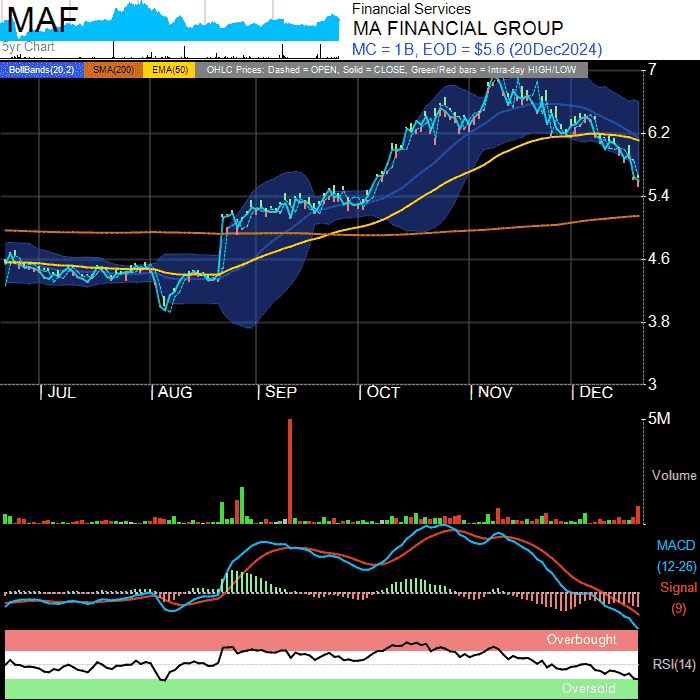 MAF
5yr Chart
Financial Services
MA FINANCIAL GROUP
MC = 1B, EOD = $5.6 (20Dec2024)
BollBands(20,2) SMA(200) EMA(50) OHLC Prices: Dashed = OPEN, Solid = CLOSE, Green/Red bars = Intra-day HIGH/LOW
7
6.2
5.4
4.6
3.8
3
| JUL | AUG | SEP | OCT | NOV | DEC
5M
Volume
MACD
(12-26)
Signal
(9)
Overbought
RSI(14)
Oversold